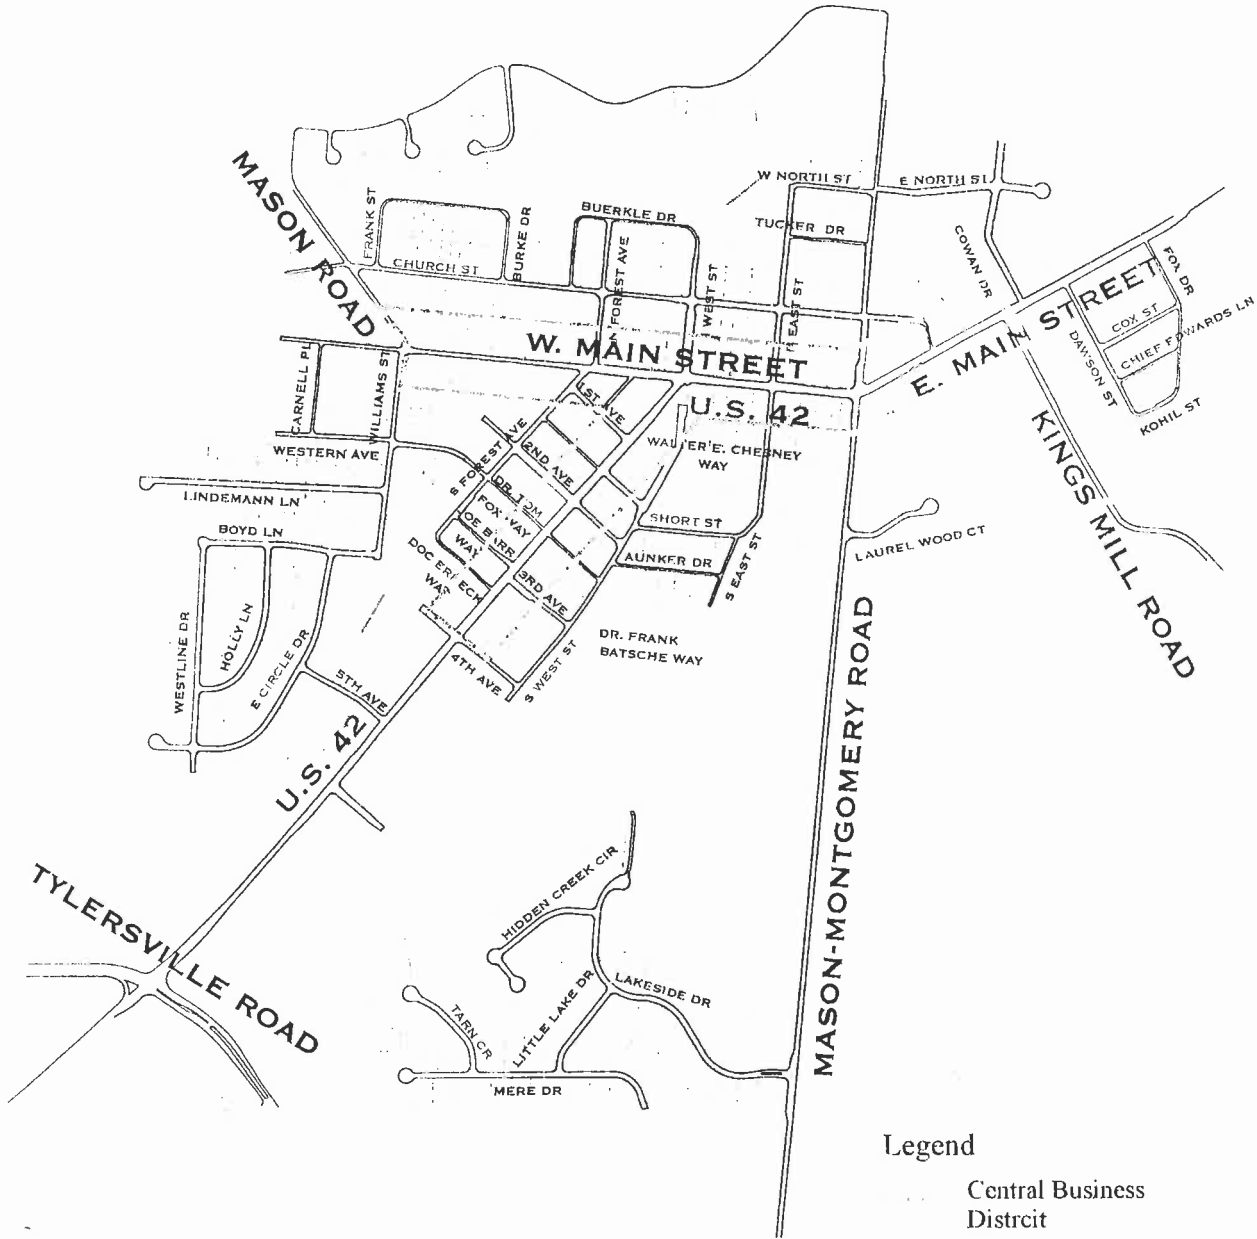 W NORTH ST
E NORTH ST
MASON ROAD
FRANK ST
BURKE DR
BUERKLE DR
TUCKER DR
CHURCH ST
N FOREST AVE
WEST ST
EAST ST
COWAN DR
FOX DR
COX ST
CHIEF EDWARDS LN
DAWSON ST
KOHIL ST
W. MAIN STREET
E. MAIN STREET
U.S. 42
CARNELL PL
WILLIAMS ST
1ST AVE
WALTER E. CHESNEY
WAY
WESTERN AVE
S FOREST AVE
2ND AVE
KINGS MILL ROAD
LINDEMANN LN
DR. TOM
FOX WAY
JOE BARR
WAY
SHORT ST
BOYD LN
DOC ERBECK
WAY
AUNKER DR
S EAST ST
LAUREL WOOD CT
3RD AVE
WESTLINE DR
HOLLY LN
E CIRCLE DR
DR. FRANK
BATSCHE WAY
4TH AVE
S WEST ST
5TH AVE
U.S. 42
MASON-MONTGOMERY ROAD
TYLERSVILLE ROAD
HIDDEN CREEK CIR
LITTLE LAKE DR
LAKESIDE DR
TARN CR
MERE DR
Legend
Central Business
Distrcit